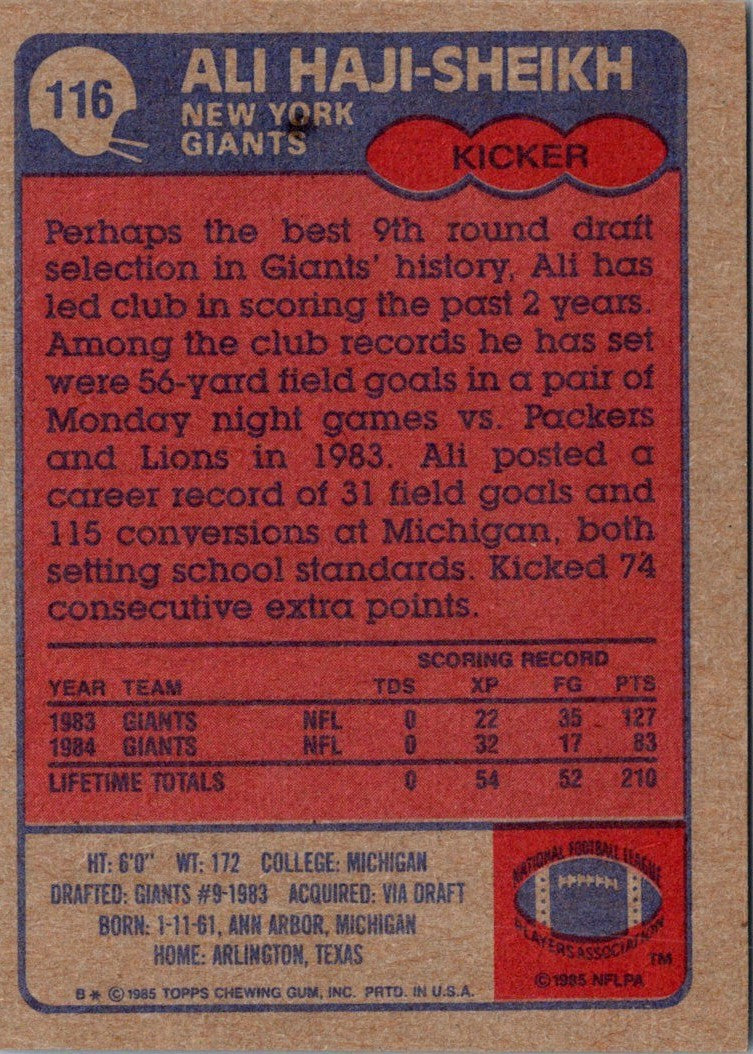 116
ALI HAJI-SHEIKH
NEW YORK
GIANTS
KICKER
Perhaps the best 9th round draft
selection in Giants' history, Ali has
led club in scoring the past 2 years.
Among the club records he has set
were 56-yard field goals in a pair of
Monday night games vs. Packers
and Lions in 1983. Ali posted a
career record of 31 field goals and
115 conversions at Michigan, both
setting school standards. Kicked 74
consecutive extra points.
SCORING RECORD
YEAR TEAM TDS XP FG PTS
1983 GIANTS NFL 0 22 35 127
1984 GIANTS NFL 0 32 17 83
LIFETIME TOTALS 0 54 52 210
HT: 6'0" WT: 172 COLLEGE: MICHIGAN
DRAFTED: GIANTS #9-1983 ACQUIRED: VIA DRAFT
BORN: 1-11-61, ANN ARBOR, MICHIGAN
HOME: ARLINGTON, TEXAS
B* ©1985 TOPPS CHEWING GUM, INC. PRTD. IN U.S.A.
NATIONAL FOOTBALL LEAGUE
PLAYERS ASSOCIATION
TM
©1985 NFLPA